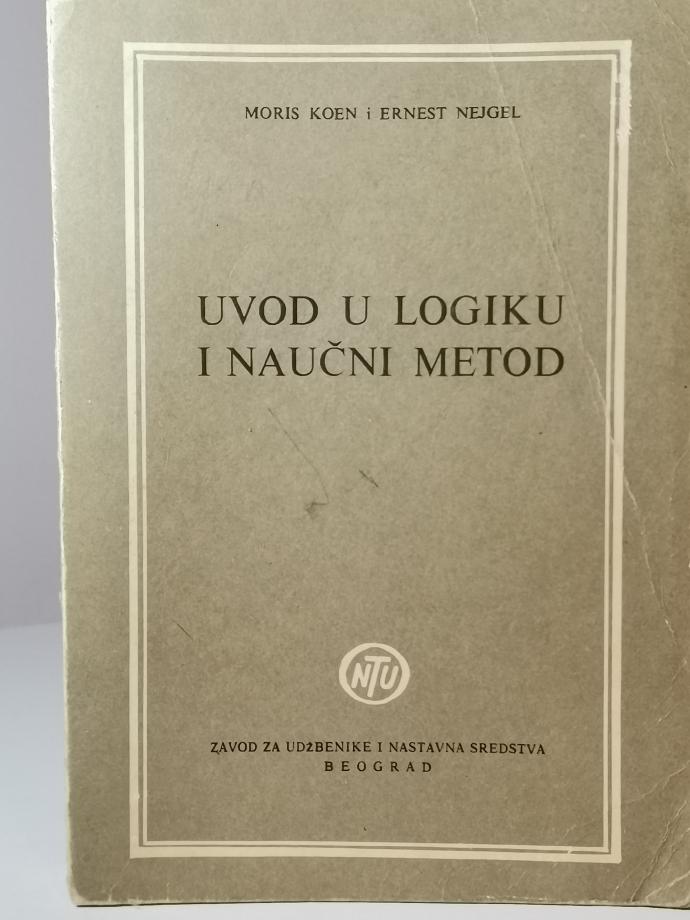 MORIS KOEN i ERNEST NEJGEL
UVOD U LOGIKU
I NAUČNI METOD
NTU
ZAVOD ZA UDŽBENIKE I NASTAVNA SREDSTVA
BEOGRAD